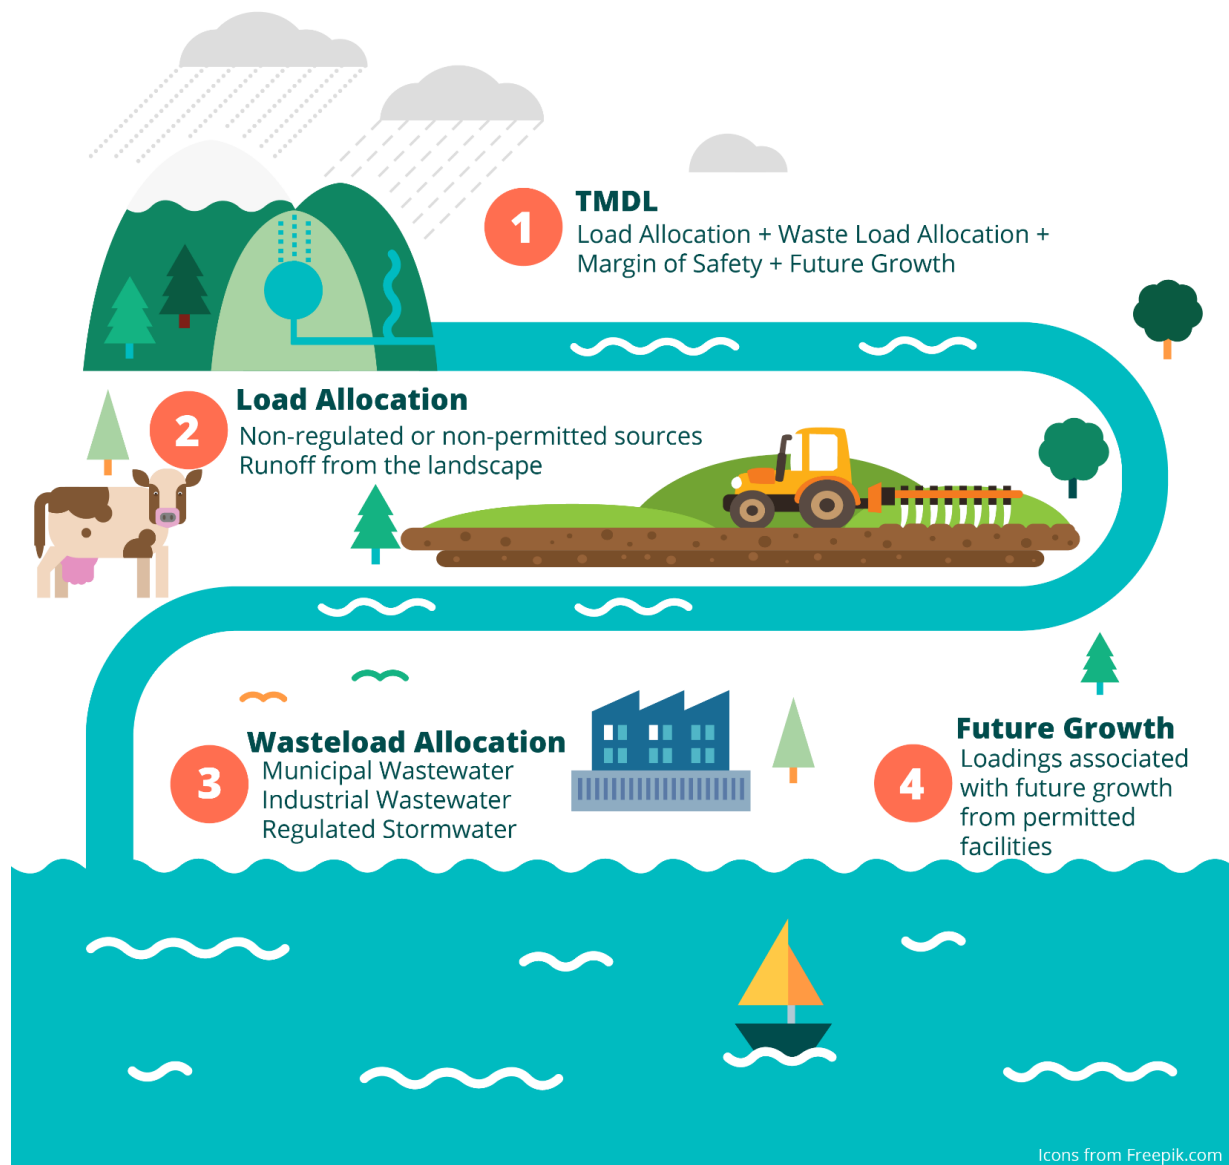 1
TMDL
Load Allocation + Waste Load Allocation +
Margin of Safety + Future Growth
2
Load Allocation
Non-regulated or non-permitted sources
Runoff from the landscape
3
Wasteload Allocation
Municipal Wastewater
Industrial Wastewater
Regulated Stormwater
4
Future Growth
Loadings associated
with future growth
from permitted
facilities
Icons from Freepik.com